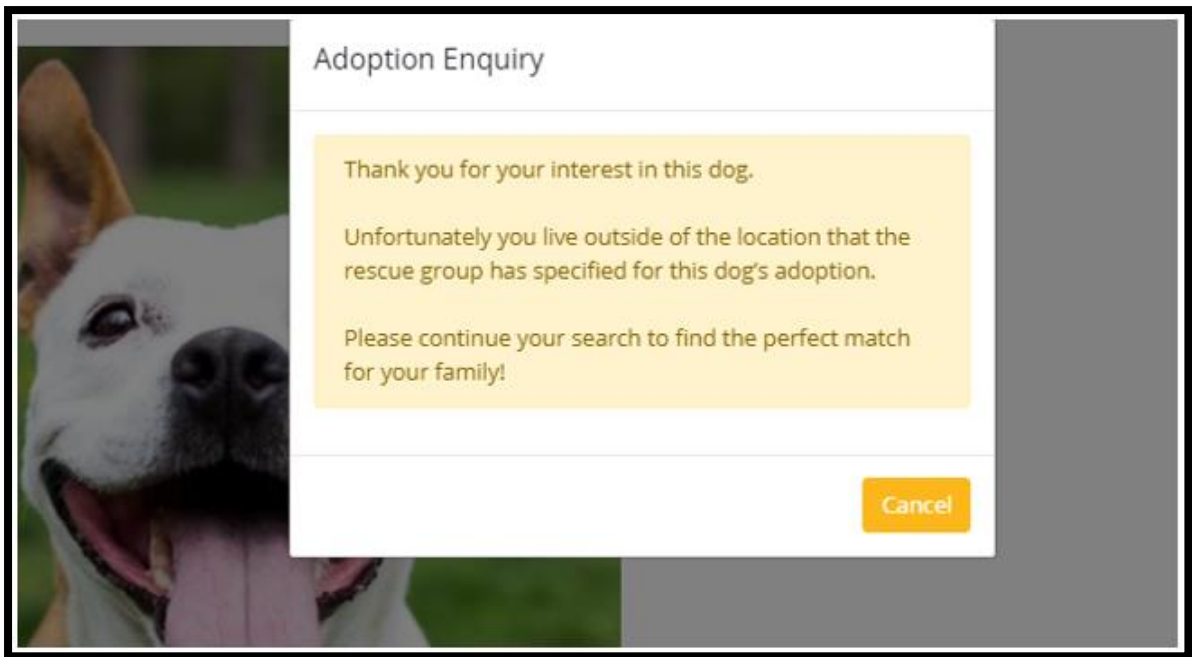 Adoption Enquiry
Thank you for your interest in this dog.
Unfortunately you live outside of the location that the
rescue group has specified for this dog's adoption.
Please continue your search to find the perfect match
for your family!
Cancel